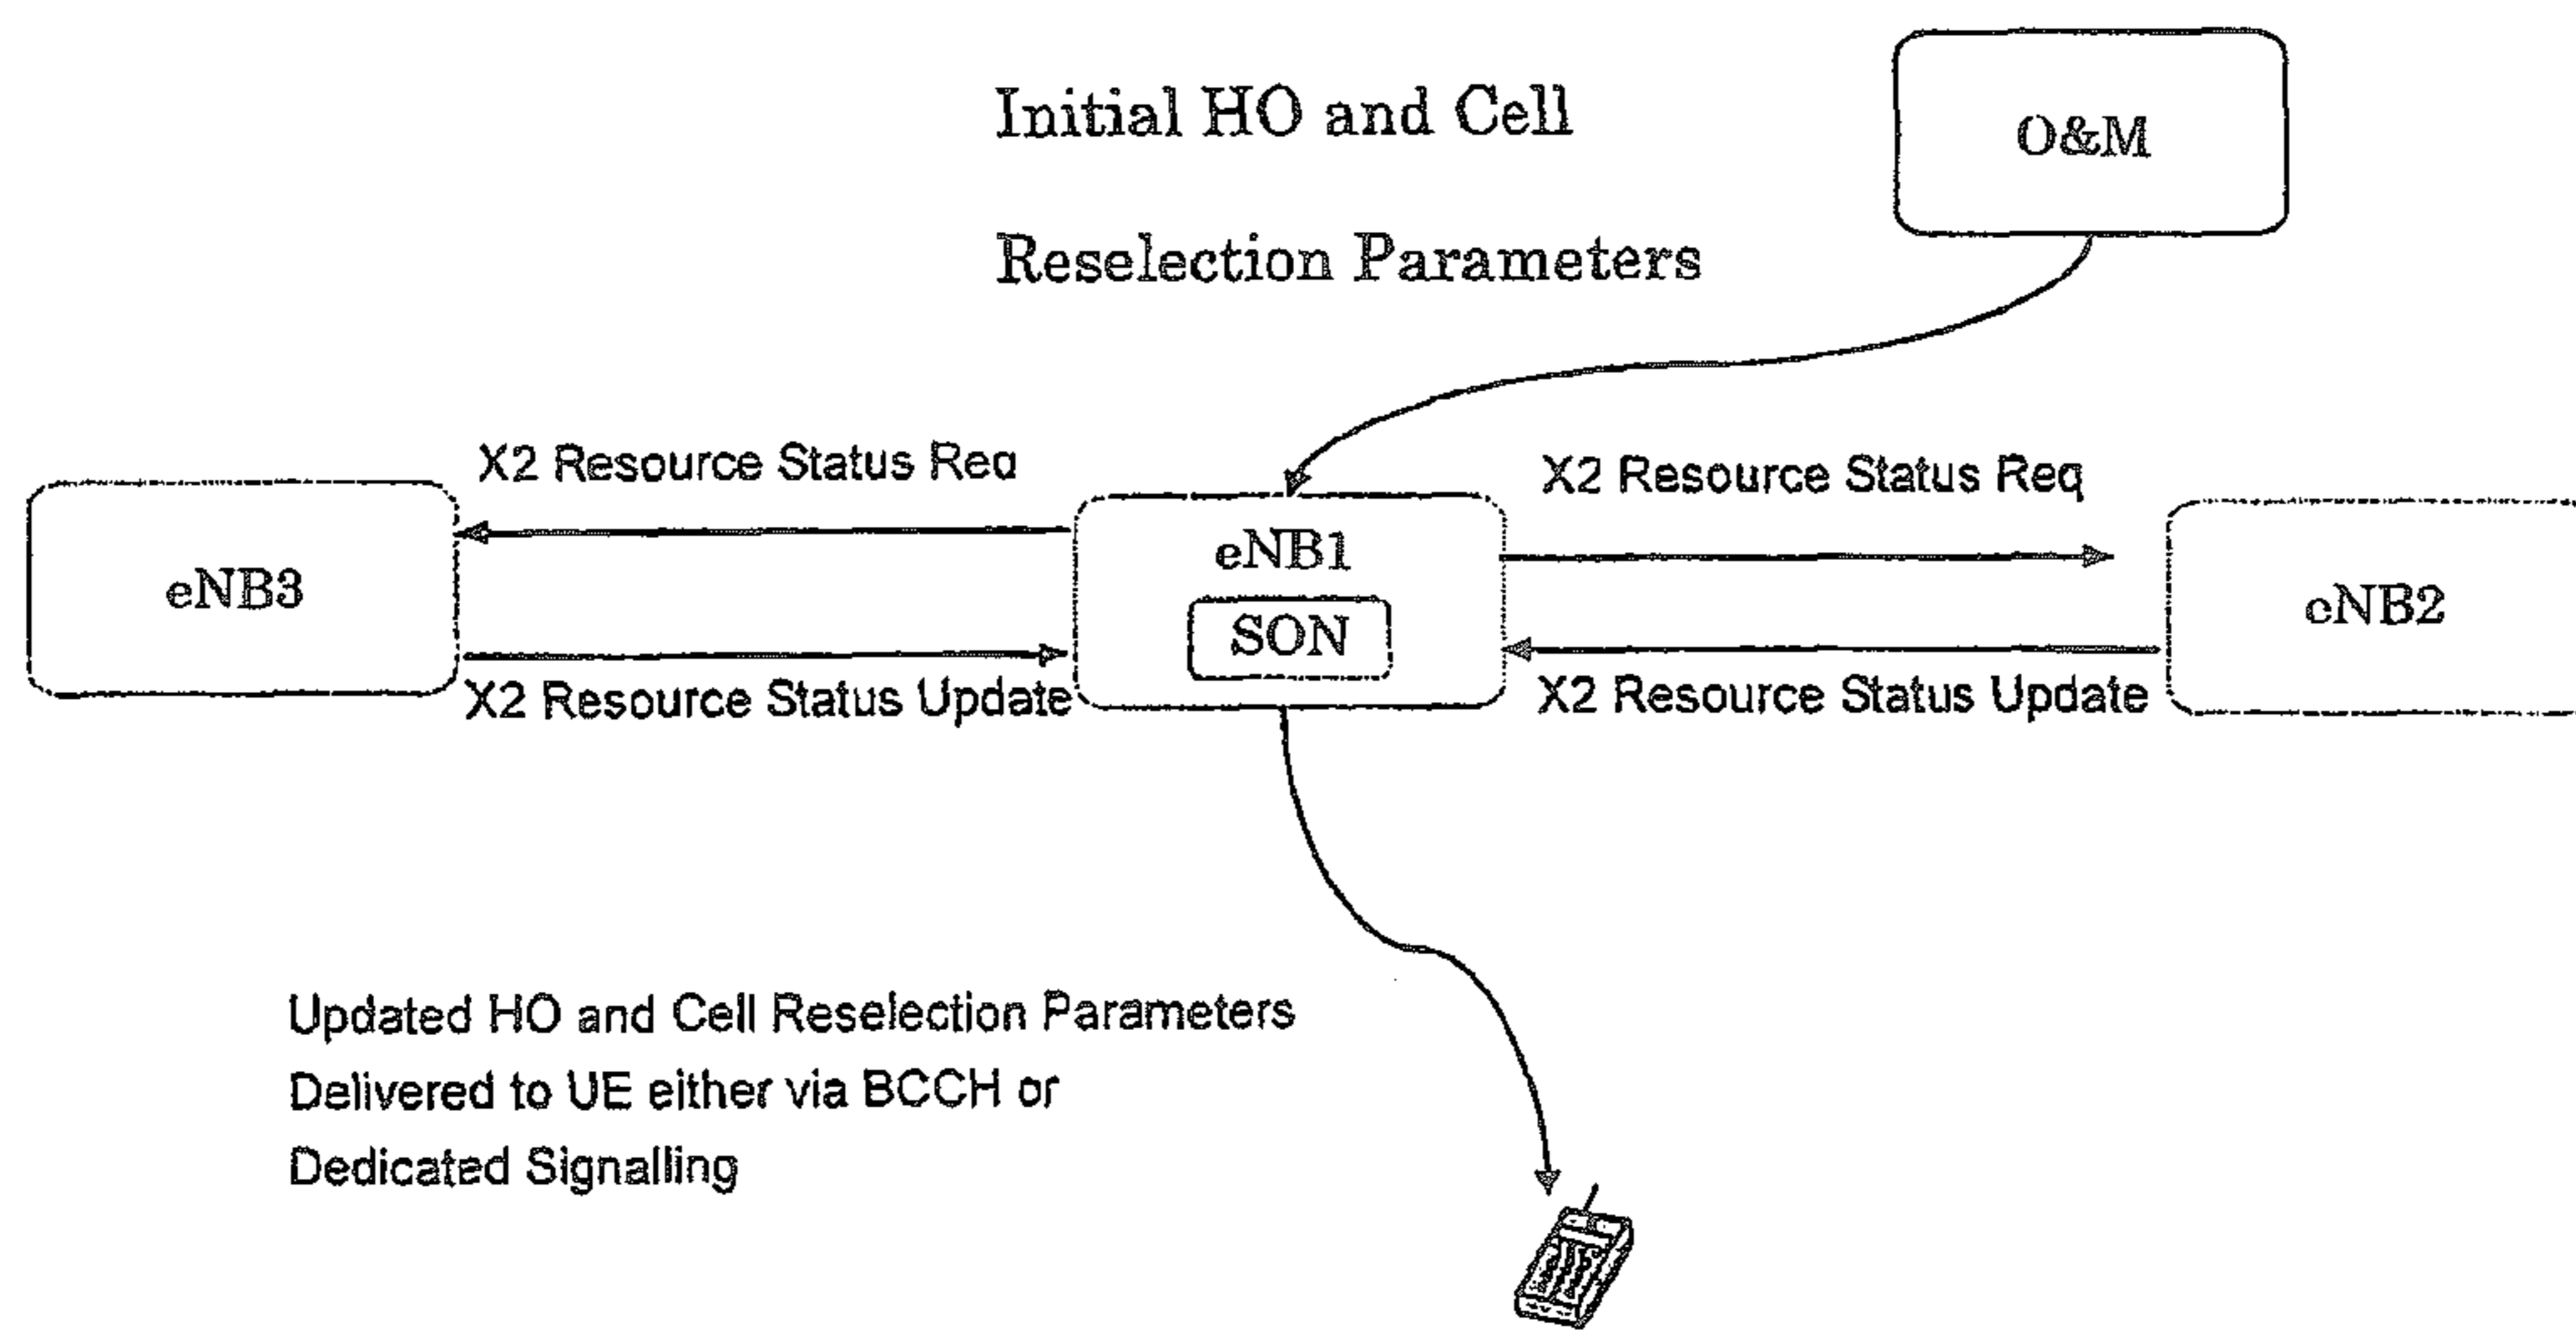 Initial HO and Cell
Reselection Parameters
O&M
X2 Resource Status Req
X2 Resource Status Req
eNB3
eNB1
SON
eNB2
X2 Resource Status Update
X2 Resource Status Update
Updated HO and Cell Reselection Parameters
Delivered to UE either via BCCH or
Dedicated Signalling